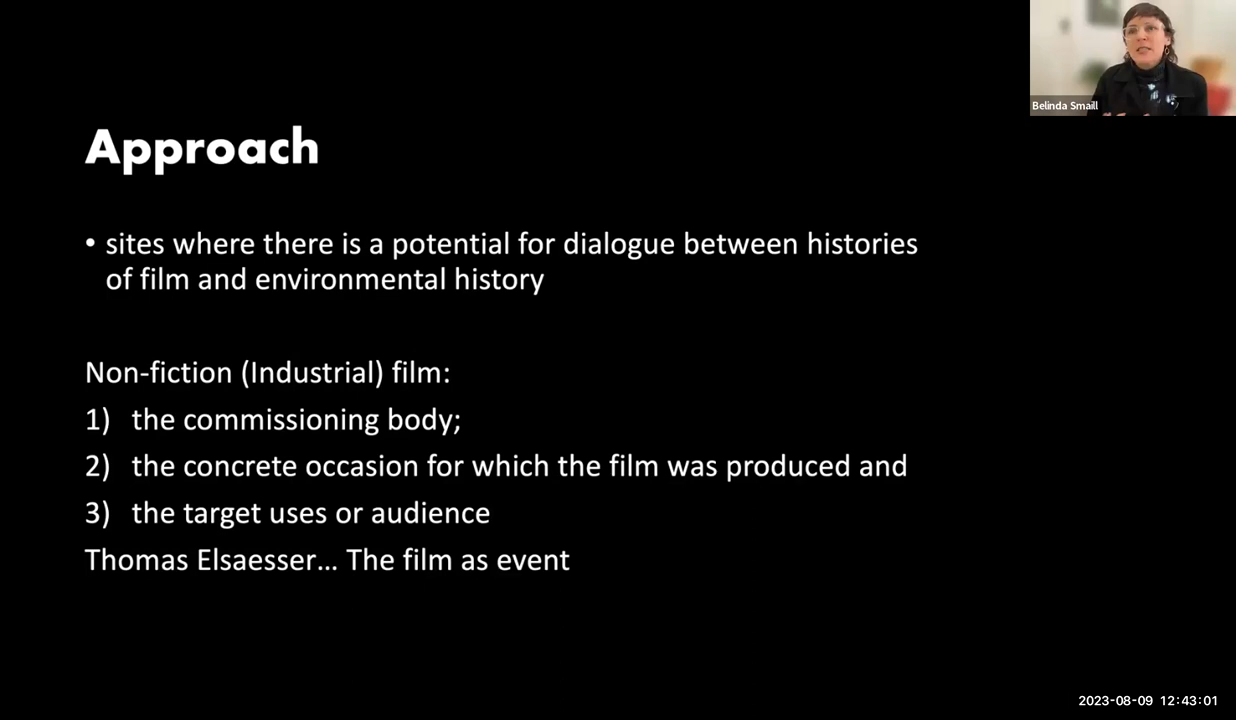 Belinda Smaill
Approach
• sites where there is a potential for dialogue between histories
of film and environmental history
Non-fiction (Industrial) film:
1) the commissioning body;
2) the concrete occasion for which the film was produced and
3) the target uses or audience
Thomas Elsaesser… The film as event
2023-08-09 12:43:01